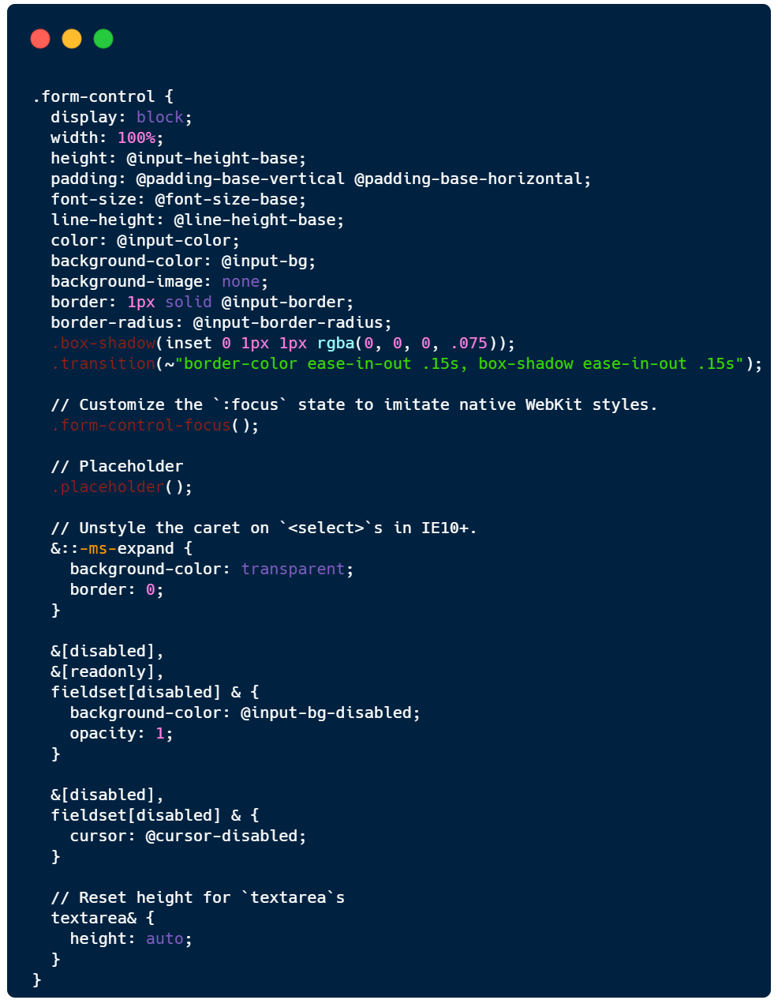 .form-control {
  display: block;
  width: 100%;
  height: @input-height-base;
  padding: @padding-base-vertical @padding-base-horizontal;
  font-size: @font-size-base;
  line-height: @line-height-base;
  color: @input-color;
  background-color: @input-bg;
  background-image: none;
  border: 1px solid @input-border;
  border-radius: @input-border-radius;
  .box-shadow(inset 0 1px 1px rgba(0, 0, 0, .075));
  .transition(~"border-color ease-in-out .15s, box-shadow ease-in-out .15s");

  // Customize the `:focus` state to imitate native WebKit styles.
  .form-control-focus();

  // Placeholder
  .placeholder();

  // Unstyle the caret on `<select>`s in IE10+.
  &::-ms-expand {
    background-color: transparent;
    border: 0;
  }

  &[disabled],
  &[readonly],
  fieldset[disabled] & {
    background-color: @input-bg-disabled;
    opacity: 1;
  }

  &[disabled],
  fieldset[disabled] & {
    cursor: @cursor-disabled;
  }

  // Reset height for `textarea`s
  textarea& {
    height: auto;
  }
}